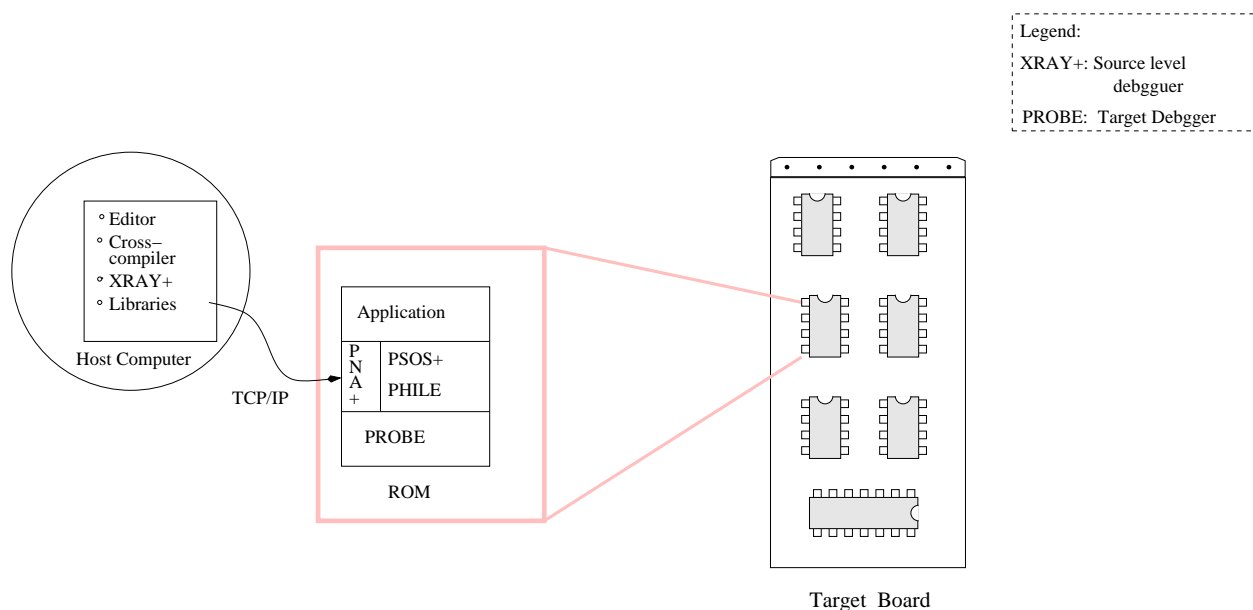 Legend:
XRAY+: Source level
debgguer
PROBE: Target Debgger
Editor
Cross–
compiler
XRAY+
Libraries
Host Computer
TCP/IP
Application
PNA+
PSOS+
PHILE
PROBE
ROM
Target Board